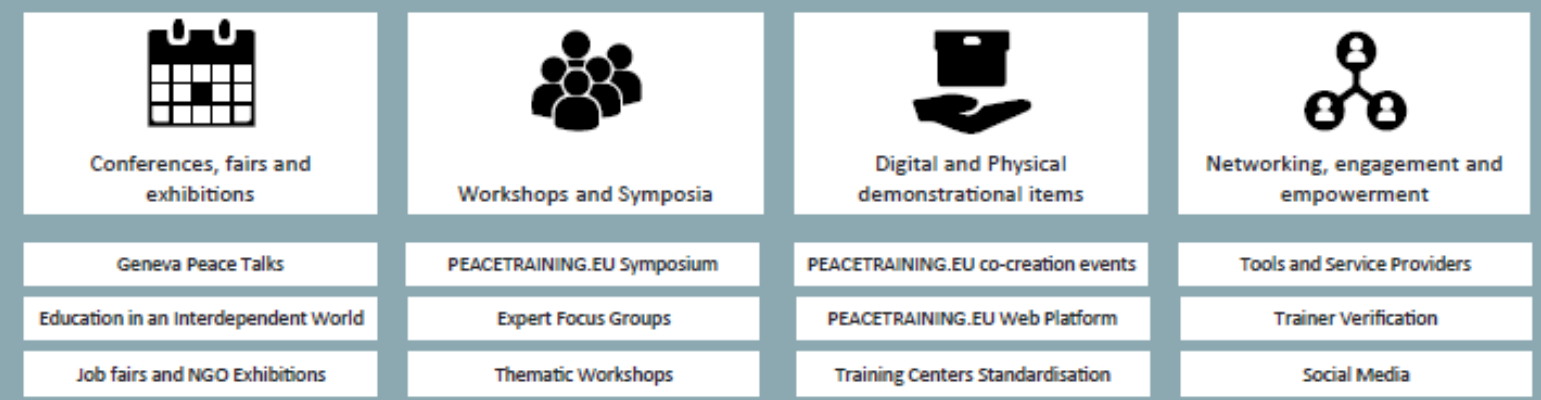 Conferences, fairs and
exhibitions
Workshops and Symposia
Digital and Physical
demonstrational items
Networking, engagement and
empowerment
Geneva Peace Talks
PEACETRAINING.EU Symposium
PEACETRAINING.EU co-creation events
Tools and Service Providers
Education in an Interdependent World
Expert Focus Groups
PEACETRAINING.EU Web Platform
Trainer Verification
Job fairs and NGO Exhibitions
Thematic Workshops
Training Centers Standardisation
Social Media